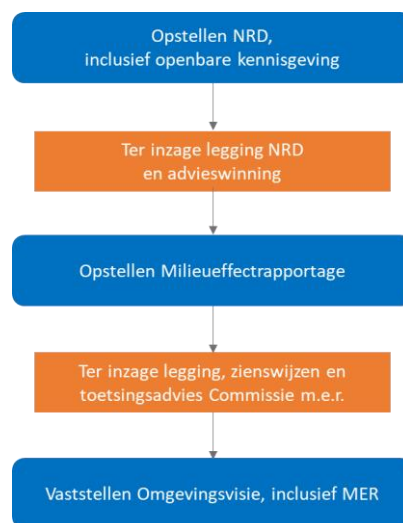 Opstellen NRD,
inclusief openbare kennisgeving
Ter inzage legging NRD
en advieswinning
Opstellen Milieueffectrapportage
Ter inzage legging, zienswijzen en
toetsingsadvies Commissie m.e.r.
Vaststellen Omgevingsvisie, inclusief MER